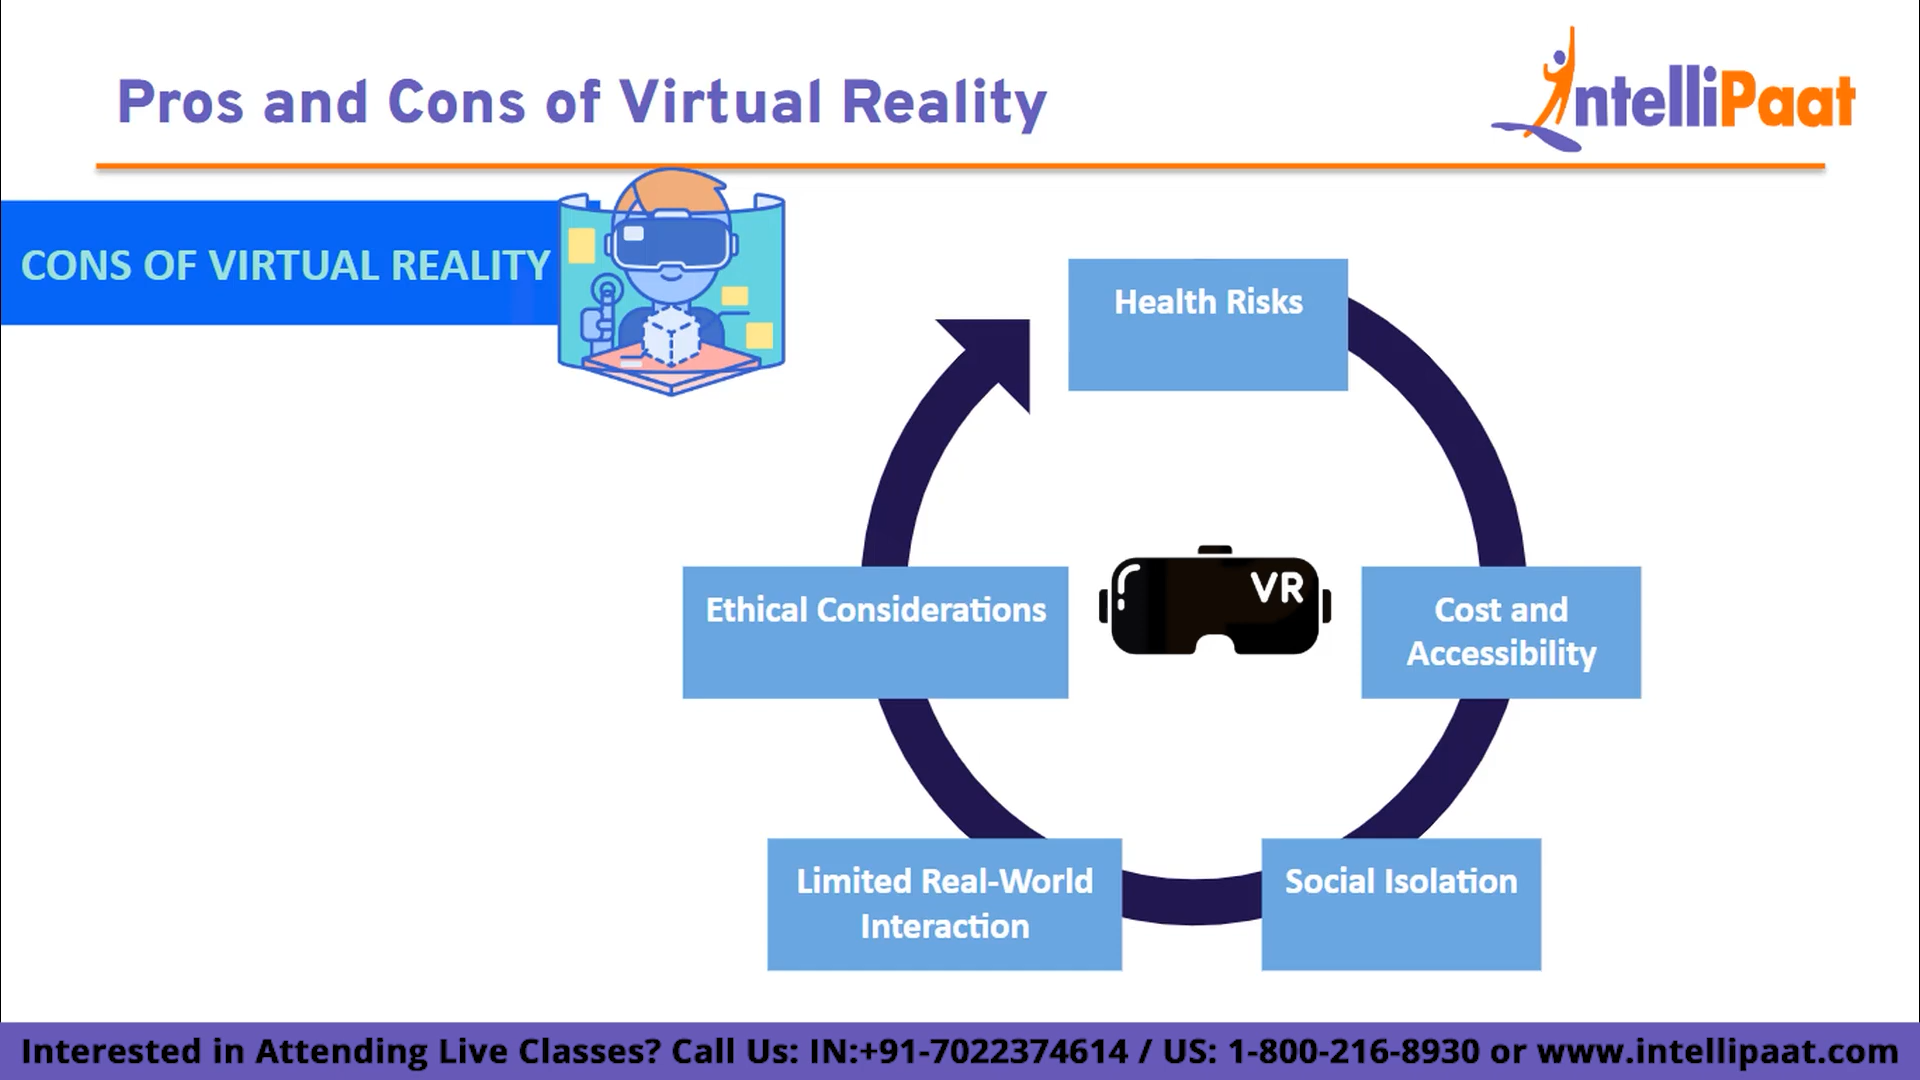 Pros and Cons of Virtual Reality
IntelliPaat
CONS OF VIRTUAL REALITY
Health Risks
Ethical Considerations
VR
Cost and
Accessibility
Limited Real-World
Interaction
Social Isolation
Interested in Attending Live Classes? Call Us: IN:+91-7022374614 / US: 1-800-216-8930 or www.intellipaat.com